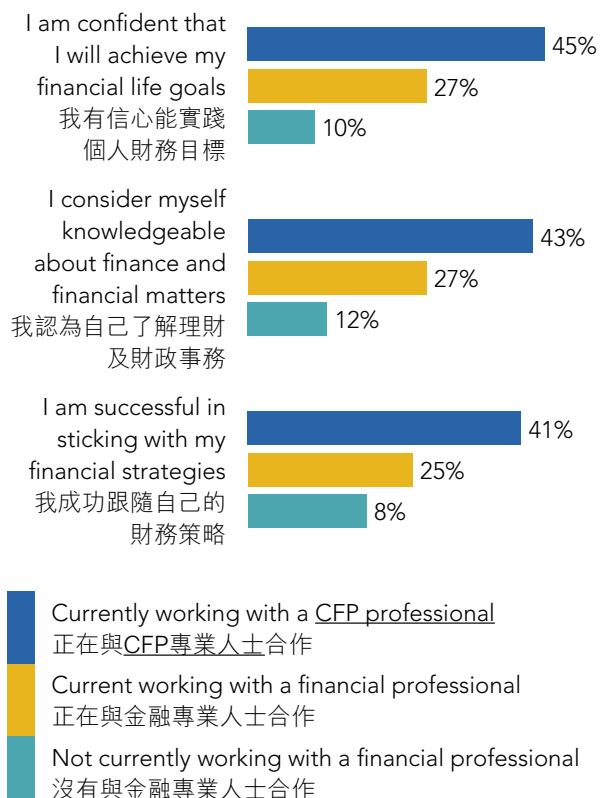 I am confident that
I will achieve my
financial life goals
我有信心能實踐
個人財務目標
45%
27%
10%
I consider myself
knowledgeable
about finance and
financial matters
我認為自己了解理財
及財政事務
43%
27%
12%
I am successful in
sticking with my
financial strategies
我成功跟隨自己的
財務策略
41%
25%
8%
Currently working with a CFP professional
正在與CFP專業人士合作
Current working with a financial professional
正在與金融專業人士合作
Not currently working with a financial professional
沒有與金融專業人士合作